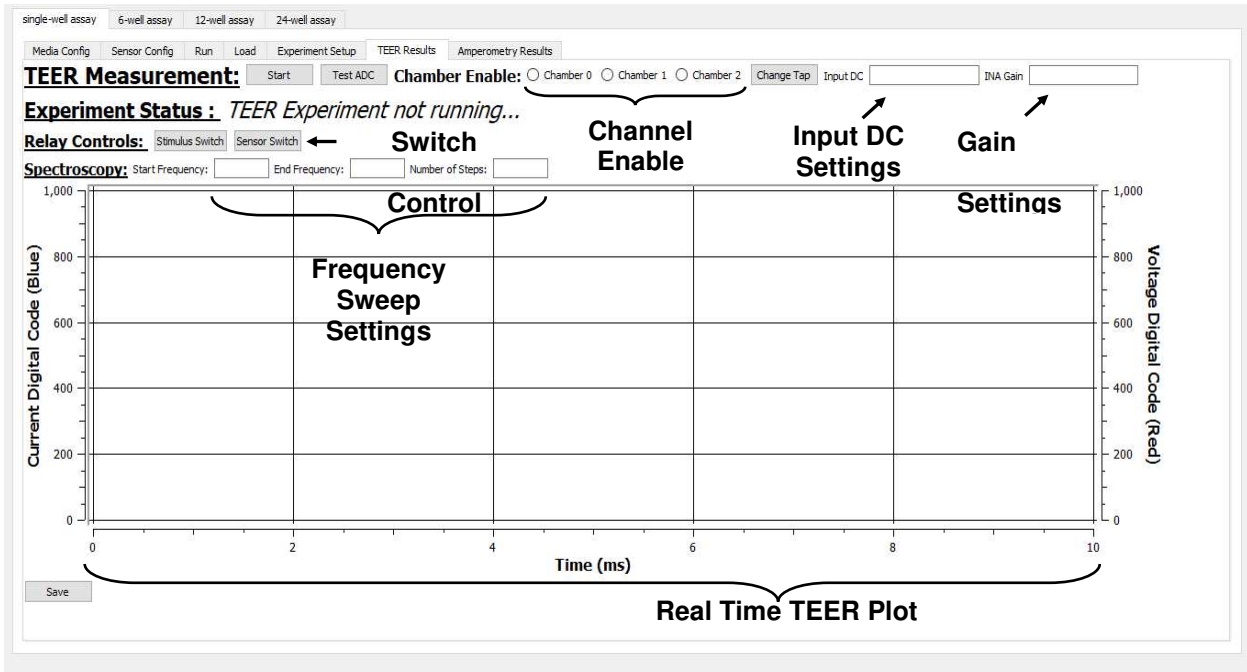 single-well assay 6-well assay 12-well assay 24-well assay
Media Config Sensor Config Run Load Experiment Setup TEER Results Amperometry Results
TEER Measurement: Start Test ADC Chamber Enable: Chamber 0 Chamber 1 Chamber 2 Change Tap Input DC INA Gain
Experiment Status : TEER Experiment not running...
Channel
Enable
Input DC
Settings
Gain
Settings
Relay Controls: Stimulus Switch Sensor Switch
Switch
Control
Spectroscopy: Start Frequency: End Frequency: Number of Steps:
Frequency
Sweep
Settings
Current Digital Code (Blue)
1,000
800
600
400
200
0
Voltage Digital Code (Red)
1,000
800
600
400
200
0
0 2 4 6 8 10
Time (ms)
Save
Real Time TEER Plot